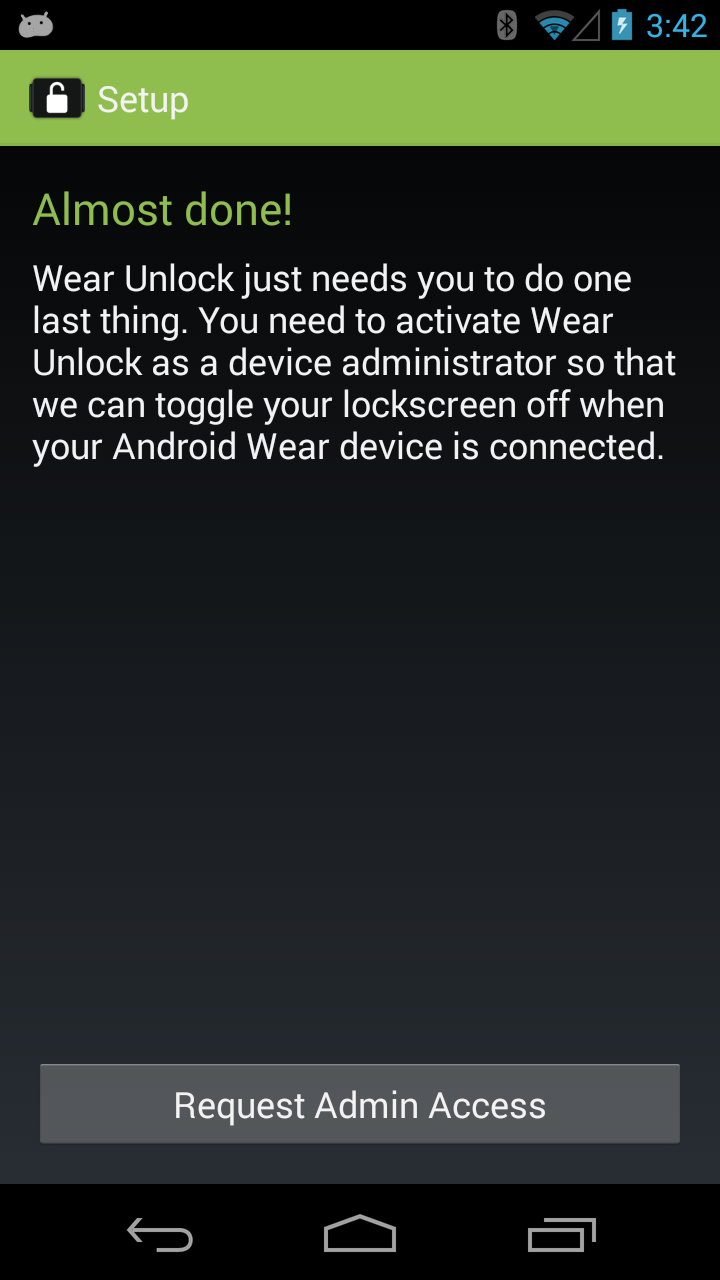 3:42
Setup
Almost done!
Wear Unlock just needs you to do one
last thing. You need to activate Wear
Unlock as a device administrator so that
we can toggle your lockscreen off when
your Android Wear device is connected.
Request Admin Access